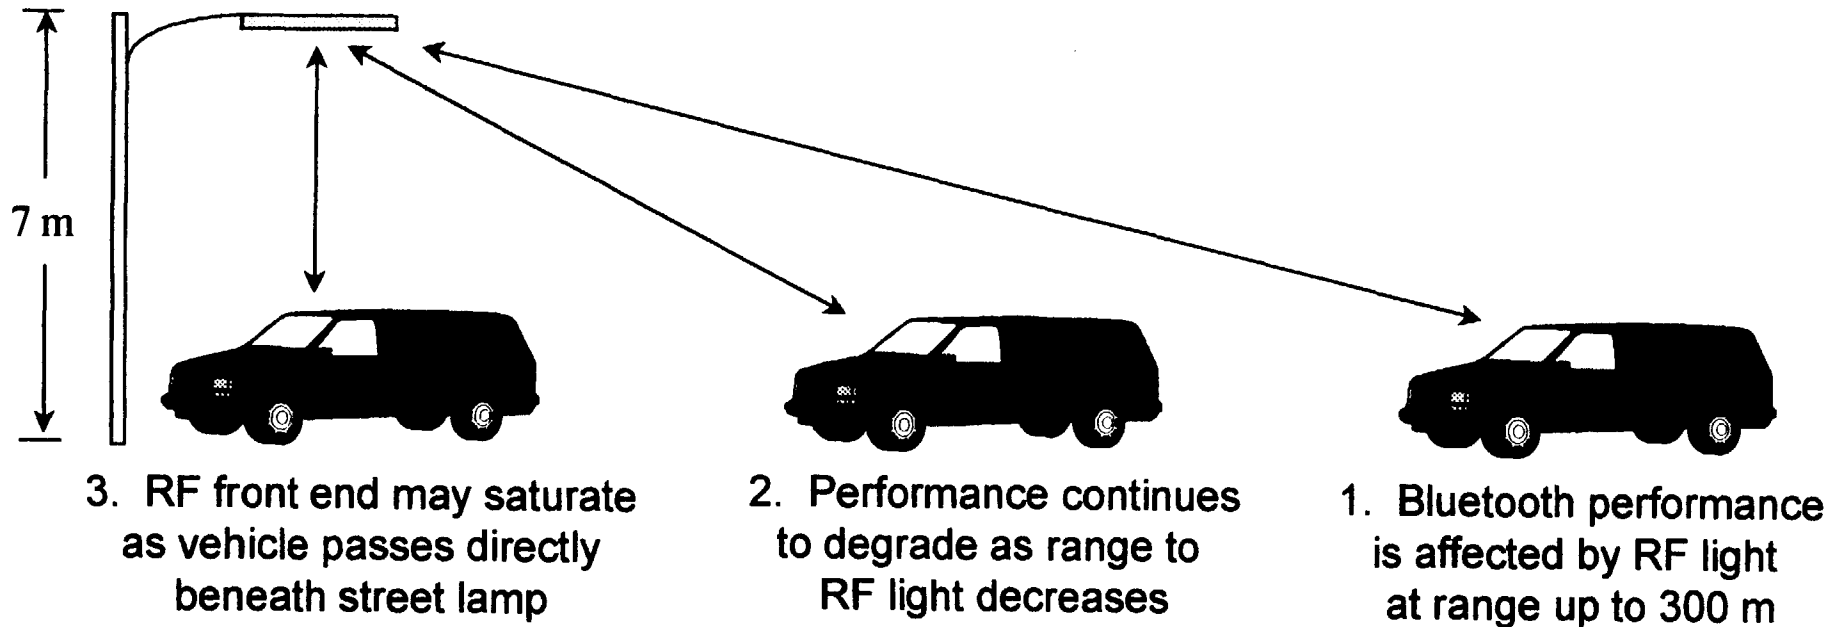 7 m
3. RF front end may saturate
as vehicle passes directly
beneath street lamp
2. Performance continues
to degrade as range to
RF light decreases
1. Bluetooth performance
is affected by RF light
at range up to 300 m